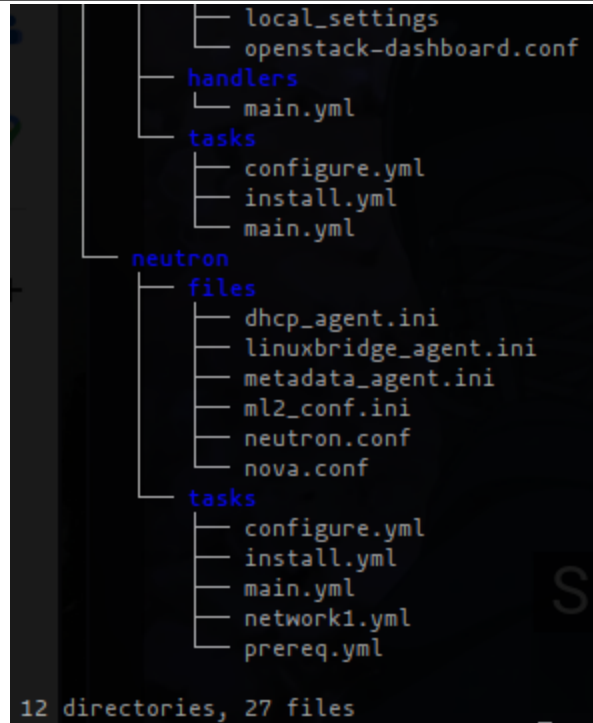 local_settings
openstack-dashboard.conf
handlers
main.yml
tasks
configure.yml
install.yml
main.yml
neutron
files
dhcp_agent.ini
linuxbridge_agent.ini
metadata_agent.ini
ml2_conf.ini
neutron.conf
nova.conf
tasks
configure.yml
install.yml
main.yml
network1.yml
prereq.yml
S
12 directories, 27 files